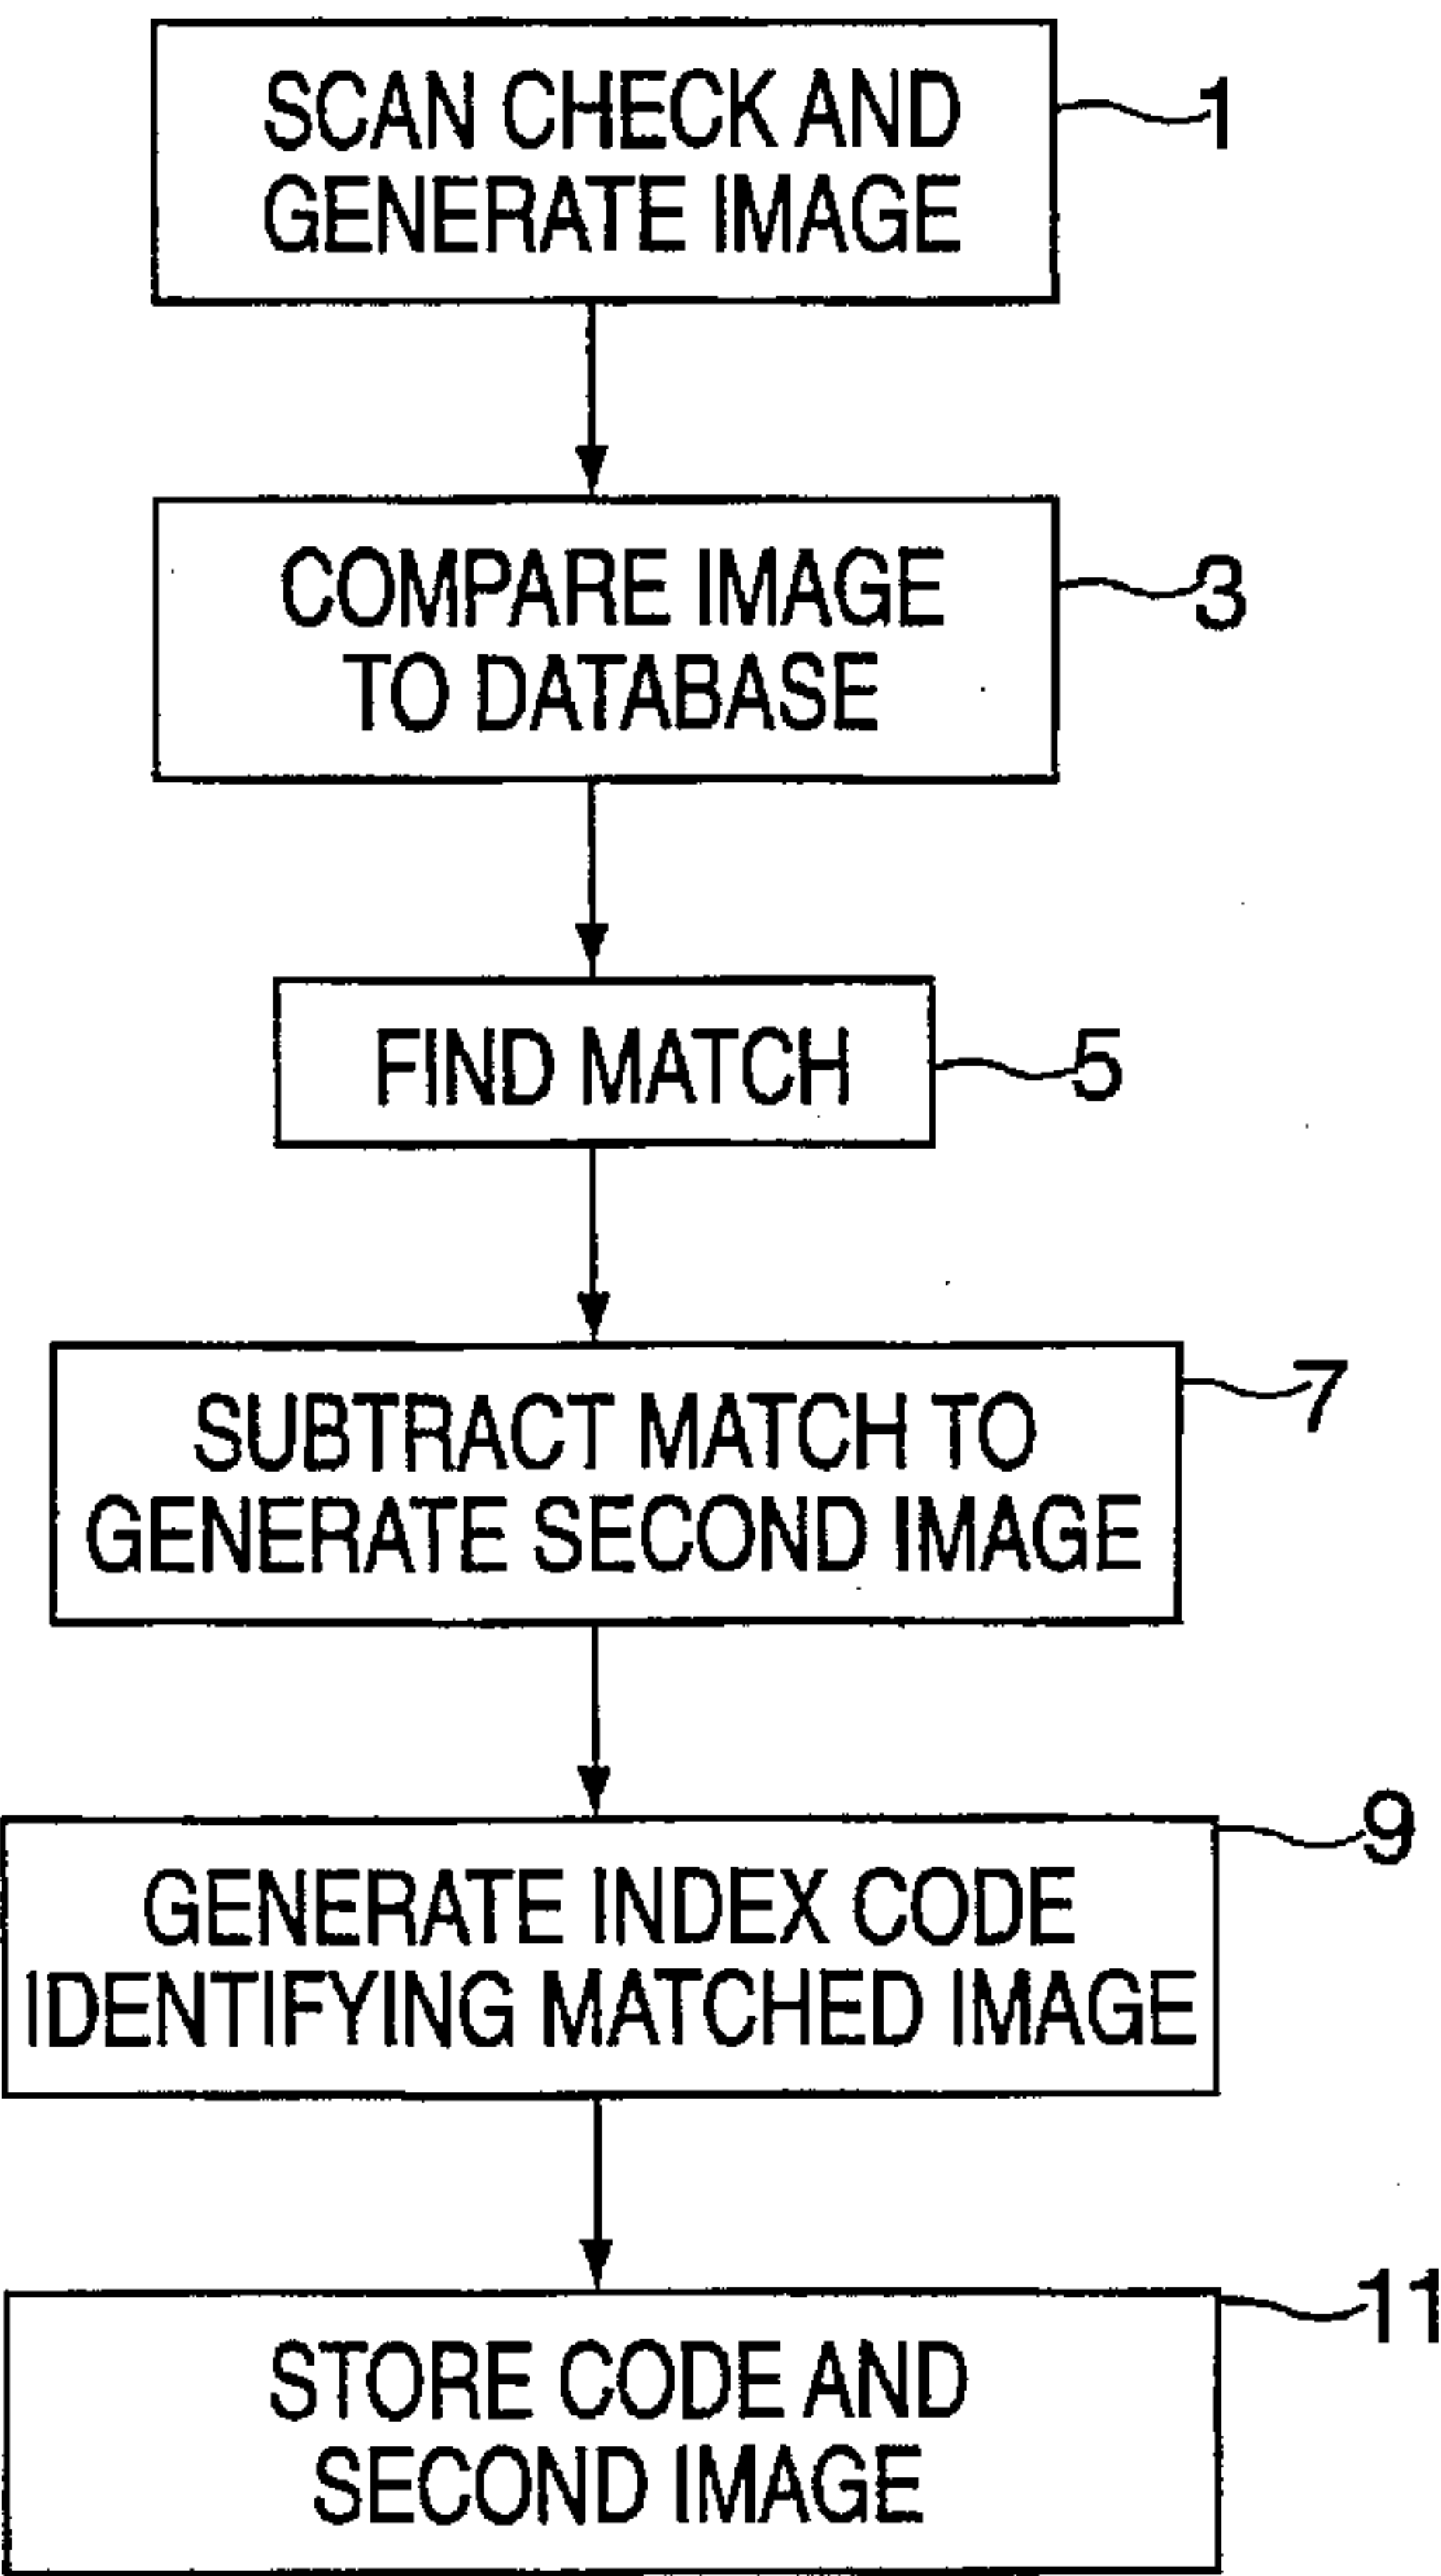 SCAN CHECK AND
GENERATE IMAGE
1
COMPARE IMAGE
TO DATABASE
3
FIND MATCH
5
SUBTRACT MATCH TO
GENERATE SECOND IMAGE
7
GENERATE INDEX CODE
IDENTIFYING MATCHED IMAGE
9
STORE CODE AND
SECOND IMAGE
11